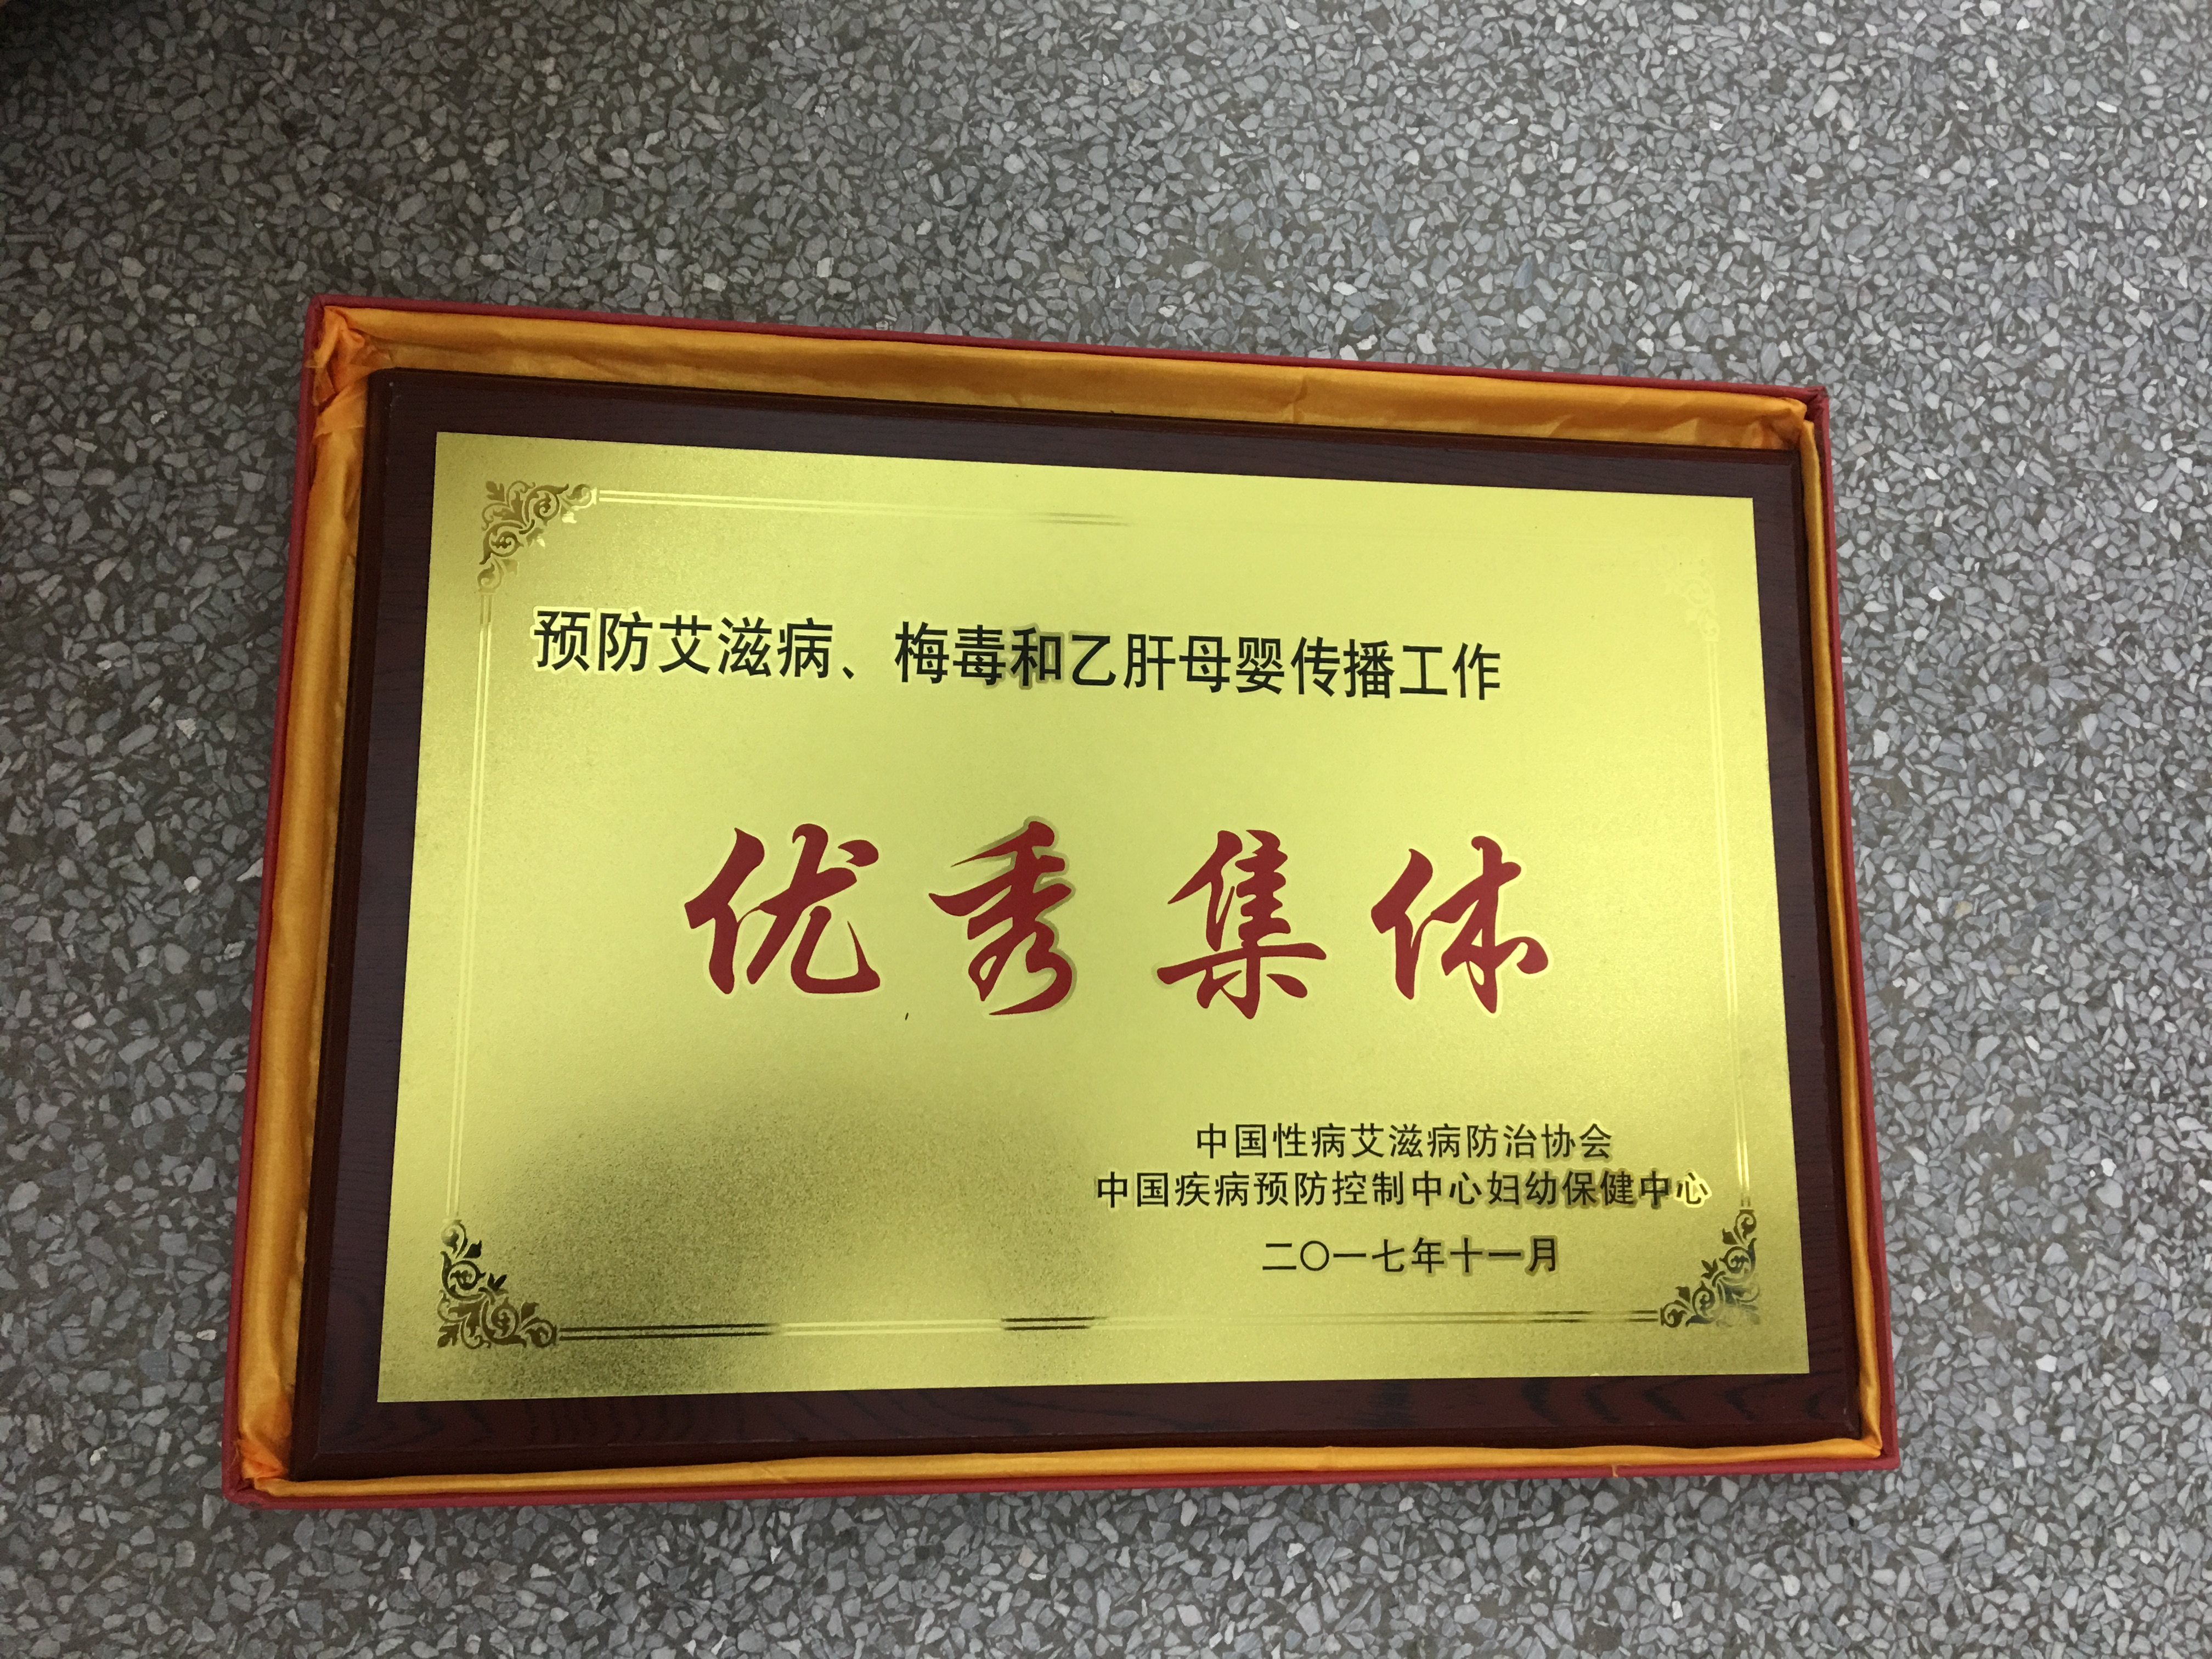 预防艾滋病、梅毒和乙肝母婴传播工作
优秀集体
中国性病艾滋病防治协会
中国疾病预防控制中心妇幼保健中心
二〇一七年十一月